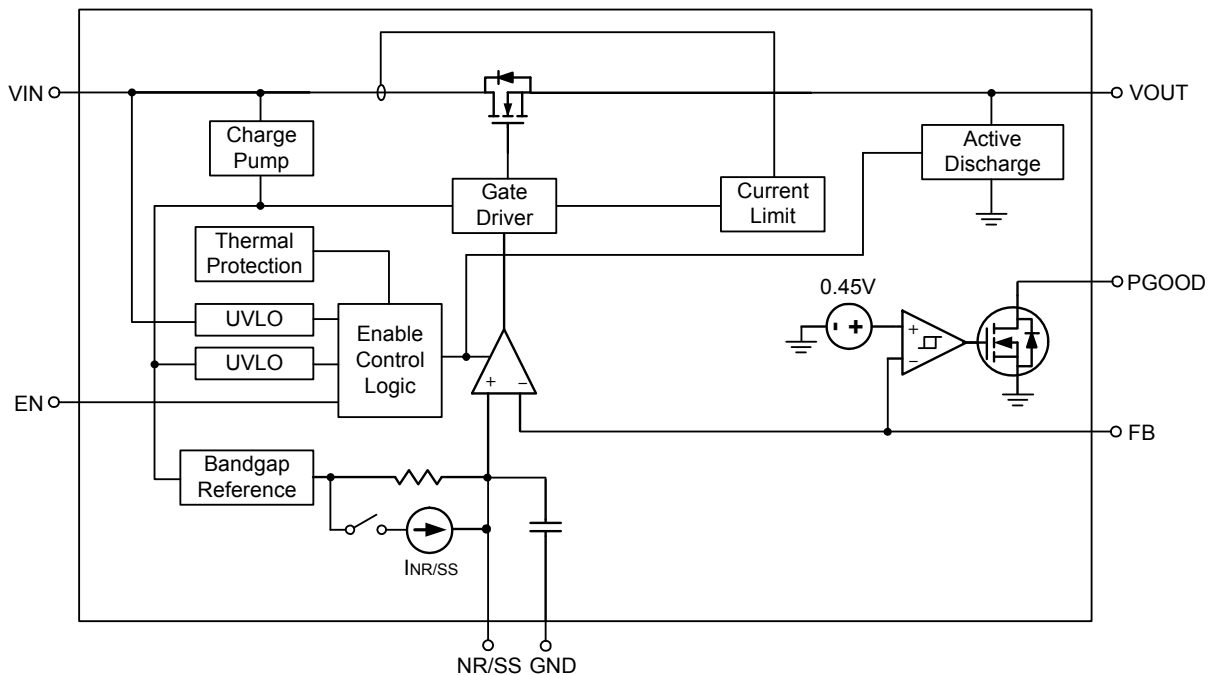 VIN
VOUT
Charge
Pump
Active
Discharge
Gate
Driver
Current
Limit
Thermal
Protection
0.45V
PGOOD
- +
UVLO
Enable
Control
Logic
UVLO
+
−
+ −
EN
FB
Bandgap
Reference
INR/SS
NR/SS GND